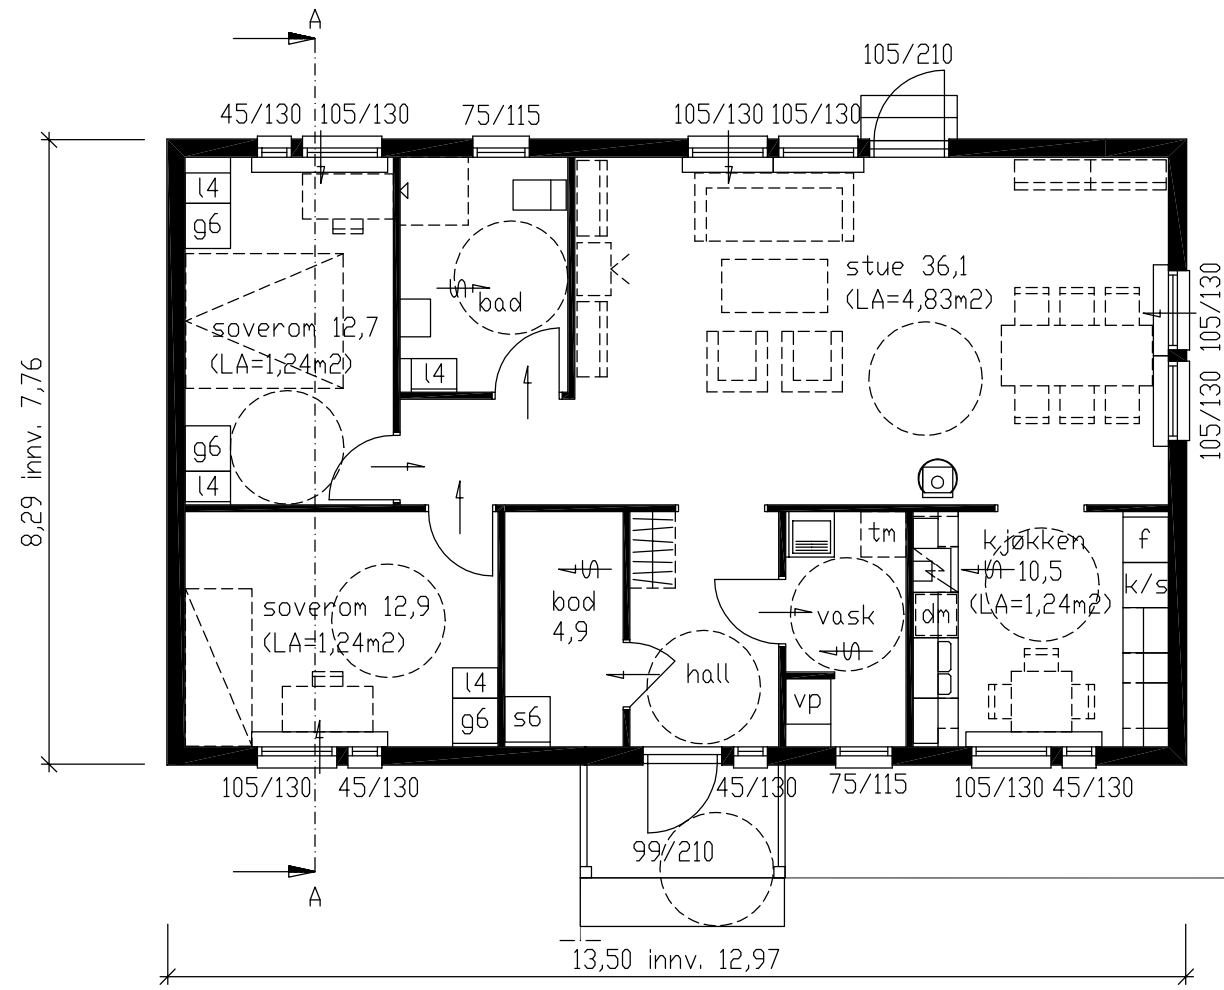 A
105/210
45/130 105/130 75/115 105/130 105/130
l4
g6
soverom 12,7
(LA=1,24m2)
g6
l4
bad
l4
stue 36,1
(LA=4,83m2)
105/130
105/130
8,29 innv. 7,76
soverom 12,9
(LA=1,24m2)
l4
g6
bod
4,9
s6
hall
tm
vask
vp
kjøkken
10,5
(LA=1,24m2)
dm
f
k/s
105/130 45/130 45/130 75/115 105/130 45/130
99/210
A
13,50 innv. 12,97